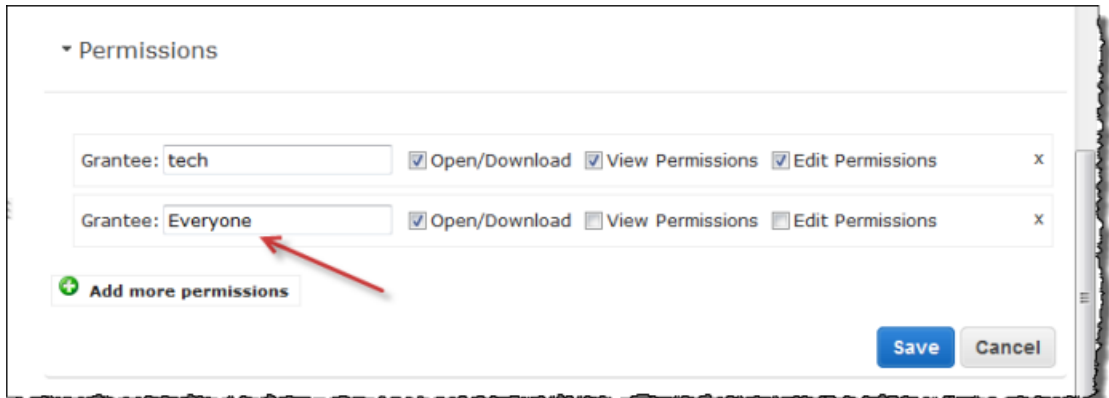 Permissions
Grantee: tech Open/Download View Permissions Edit Permissions x
Grantee: Everyone Open/Download View Permissions Edit Permissions x
Add more permissions
Save Cancel